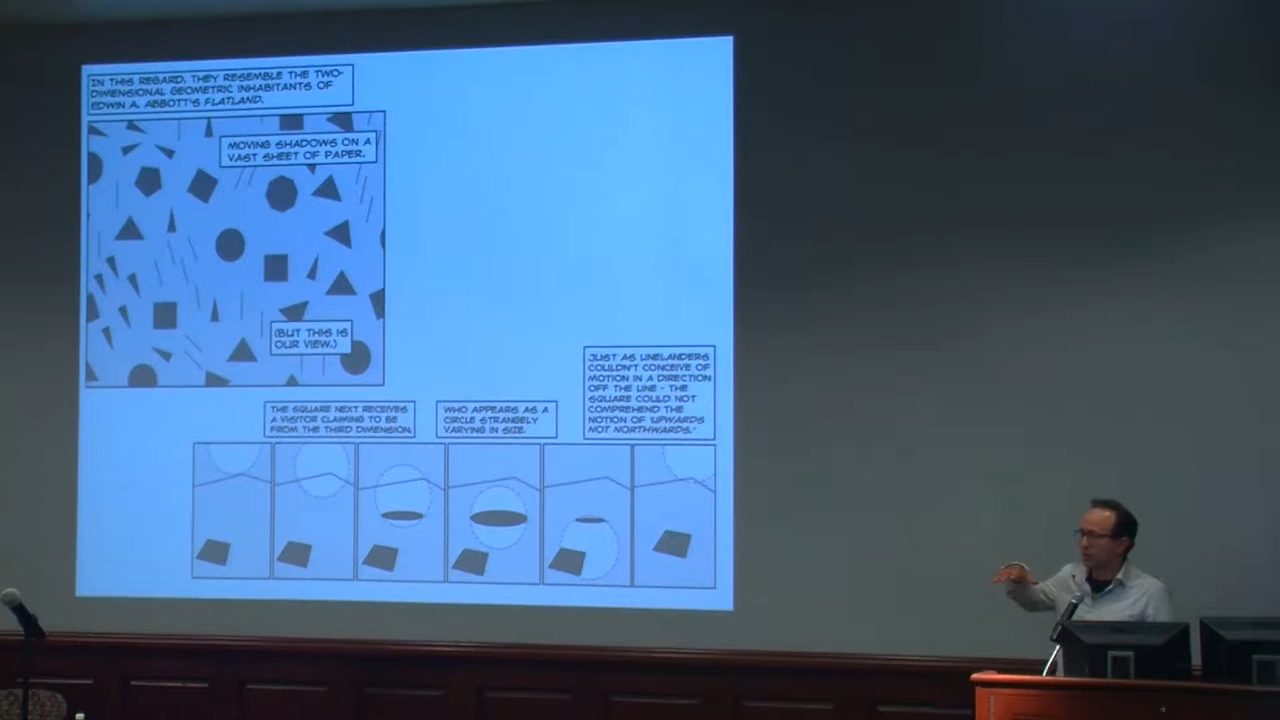 IN THIS REGARD, THEY RESEMBLE THE TWO-
DIMENSIONAL GEOMETRIC INHABITANTS OF
EDWIN A. ABBOTT'S FLATLAND.
MOVING SHADOWS ON A
VAST SHEET OF PAPER.
(BUT THIS IS
OUR VIEW.)
THE SQUARE NEXT RECEIVES
A VISITOR CLAIMING TO BE
FROM THE THIRD DIMENSION.
WHO APPEARS AS A
CIRCLE STRANGELY
VARYING IN SIZE.
JUST AS LINELANDERS
COULDN'T CONCEIVE OF
MOTION IN A DIRECTION
OFF THE LINE - THE
SQUARE COULD NOT
COMPREHEND THE
NOTION OF 'UPWARDS
NOT NORTHWARDS.'